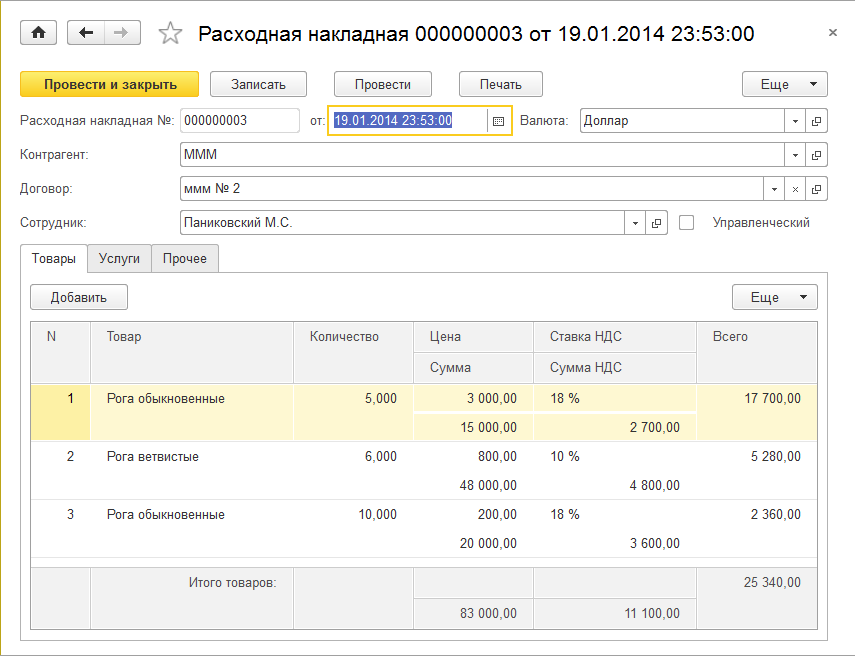 Расходная накладная 000000003 от 19.01.2014 23:53:00
Провести и закрыть Записать Провести Печать Еще
Расходная накладная №: 000000003 от: 19.01.2014 23:53:00 Валюта: Доллар
Контрагент: МММ
Договор: ммм № 2
Сотрудник: Паниковский М.С. Управленческий
Товары Услуги Прочее
Добавить Еще
N Товар Количество Цена Ставка НДС Всего
Сумма Сумма НДС
1 Рога обыкновенные 5,000 3 000,00 18 % 17 700,00
15 000,00 2 700,00
2 Рога ветвистые 6,000 800,00 10 % 5 280,00
48 000,00 4 800,00
3 Рога обыкновенные 10,000 200,00 18 % 2 360,00
20 000,00 3 600,00
Итого товаров: 25 340,00
83 000,00 11 100,00